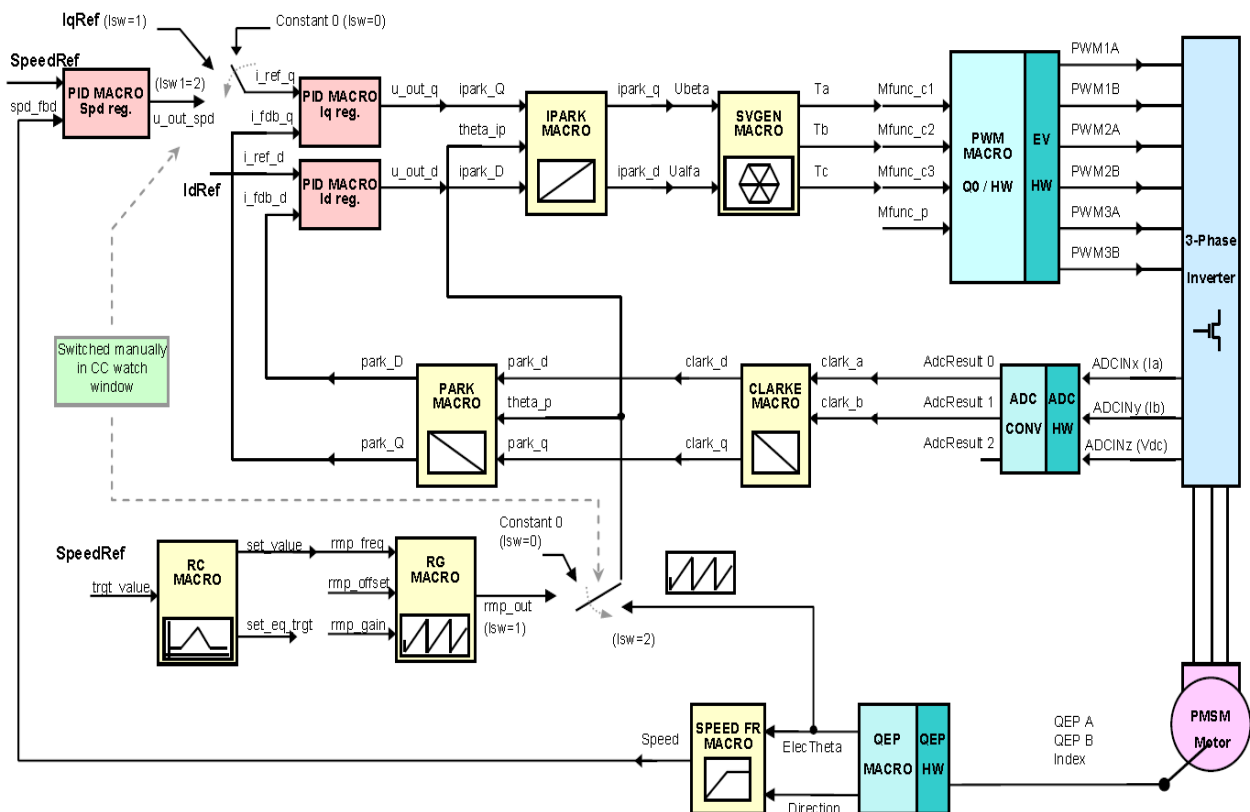 IqRef (Isw=1)
Constant 0 (Isw=0)
SpeedRef
spd_fbd
PID MACRO
Spd reg.
(Isw1=2)
u_out_spd
i_ref_q
i_fdb_q
PID MACRO
Iq reg.
u_out_q
ipark_Q
i_ref_d
IdRef
i_fdb_d
PID MACRO
Id reg.
u_out_d
ipark_D
theta_ip
IPARK
MACRO
ipark_q
Ubeta
ipark_d
Ualfa
SVGEN
MACRO
Ta
Tb
Tc
Mfunc_c1
Mfunc_c2
Mfunc_c3
Mfunc_p
PWM
MACRO
Q0 / HW
EV
HW
PWM1A
PWM1B
PWM2A
PWM2B
PWM3A
PWM3B
3-Phase
Inverter
Switched manually
in CC watch
window
park_D
park_Q
PARK
MACRO
park_d
theta_p
park_q
clark_d
clark_q
CLARKE
MACRO
clark_a
clark_b
AdcResult 0
AdcResult 1
AdcResult 2
ADC
CONV
ADC
HW
ADCINx (Ia)
ADCINy (Ib)
ADCINz (Vdc)
SpeedRef
trgt_value
RC
MACRO
set_value
set_eq_trgt
rmp_freq
rmp_offset
rmp_gain
RG
MACRO
rmp_out
(Isw=1)
Constant 0
(Isw=0)
(Isw=2)
Speed
SPEED FR
MACRO
ElecTheta
Direction
QEP
MACRO
QEP
HW
QEP A
QEP B
Index
PMSM
Motor